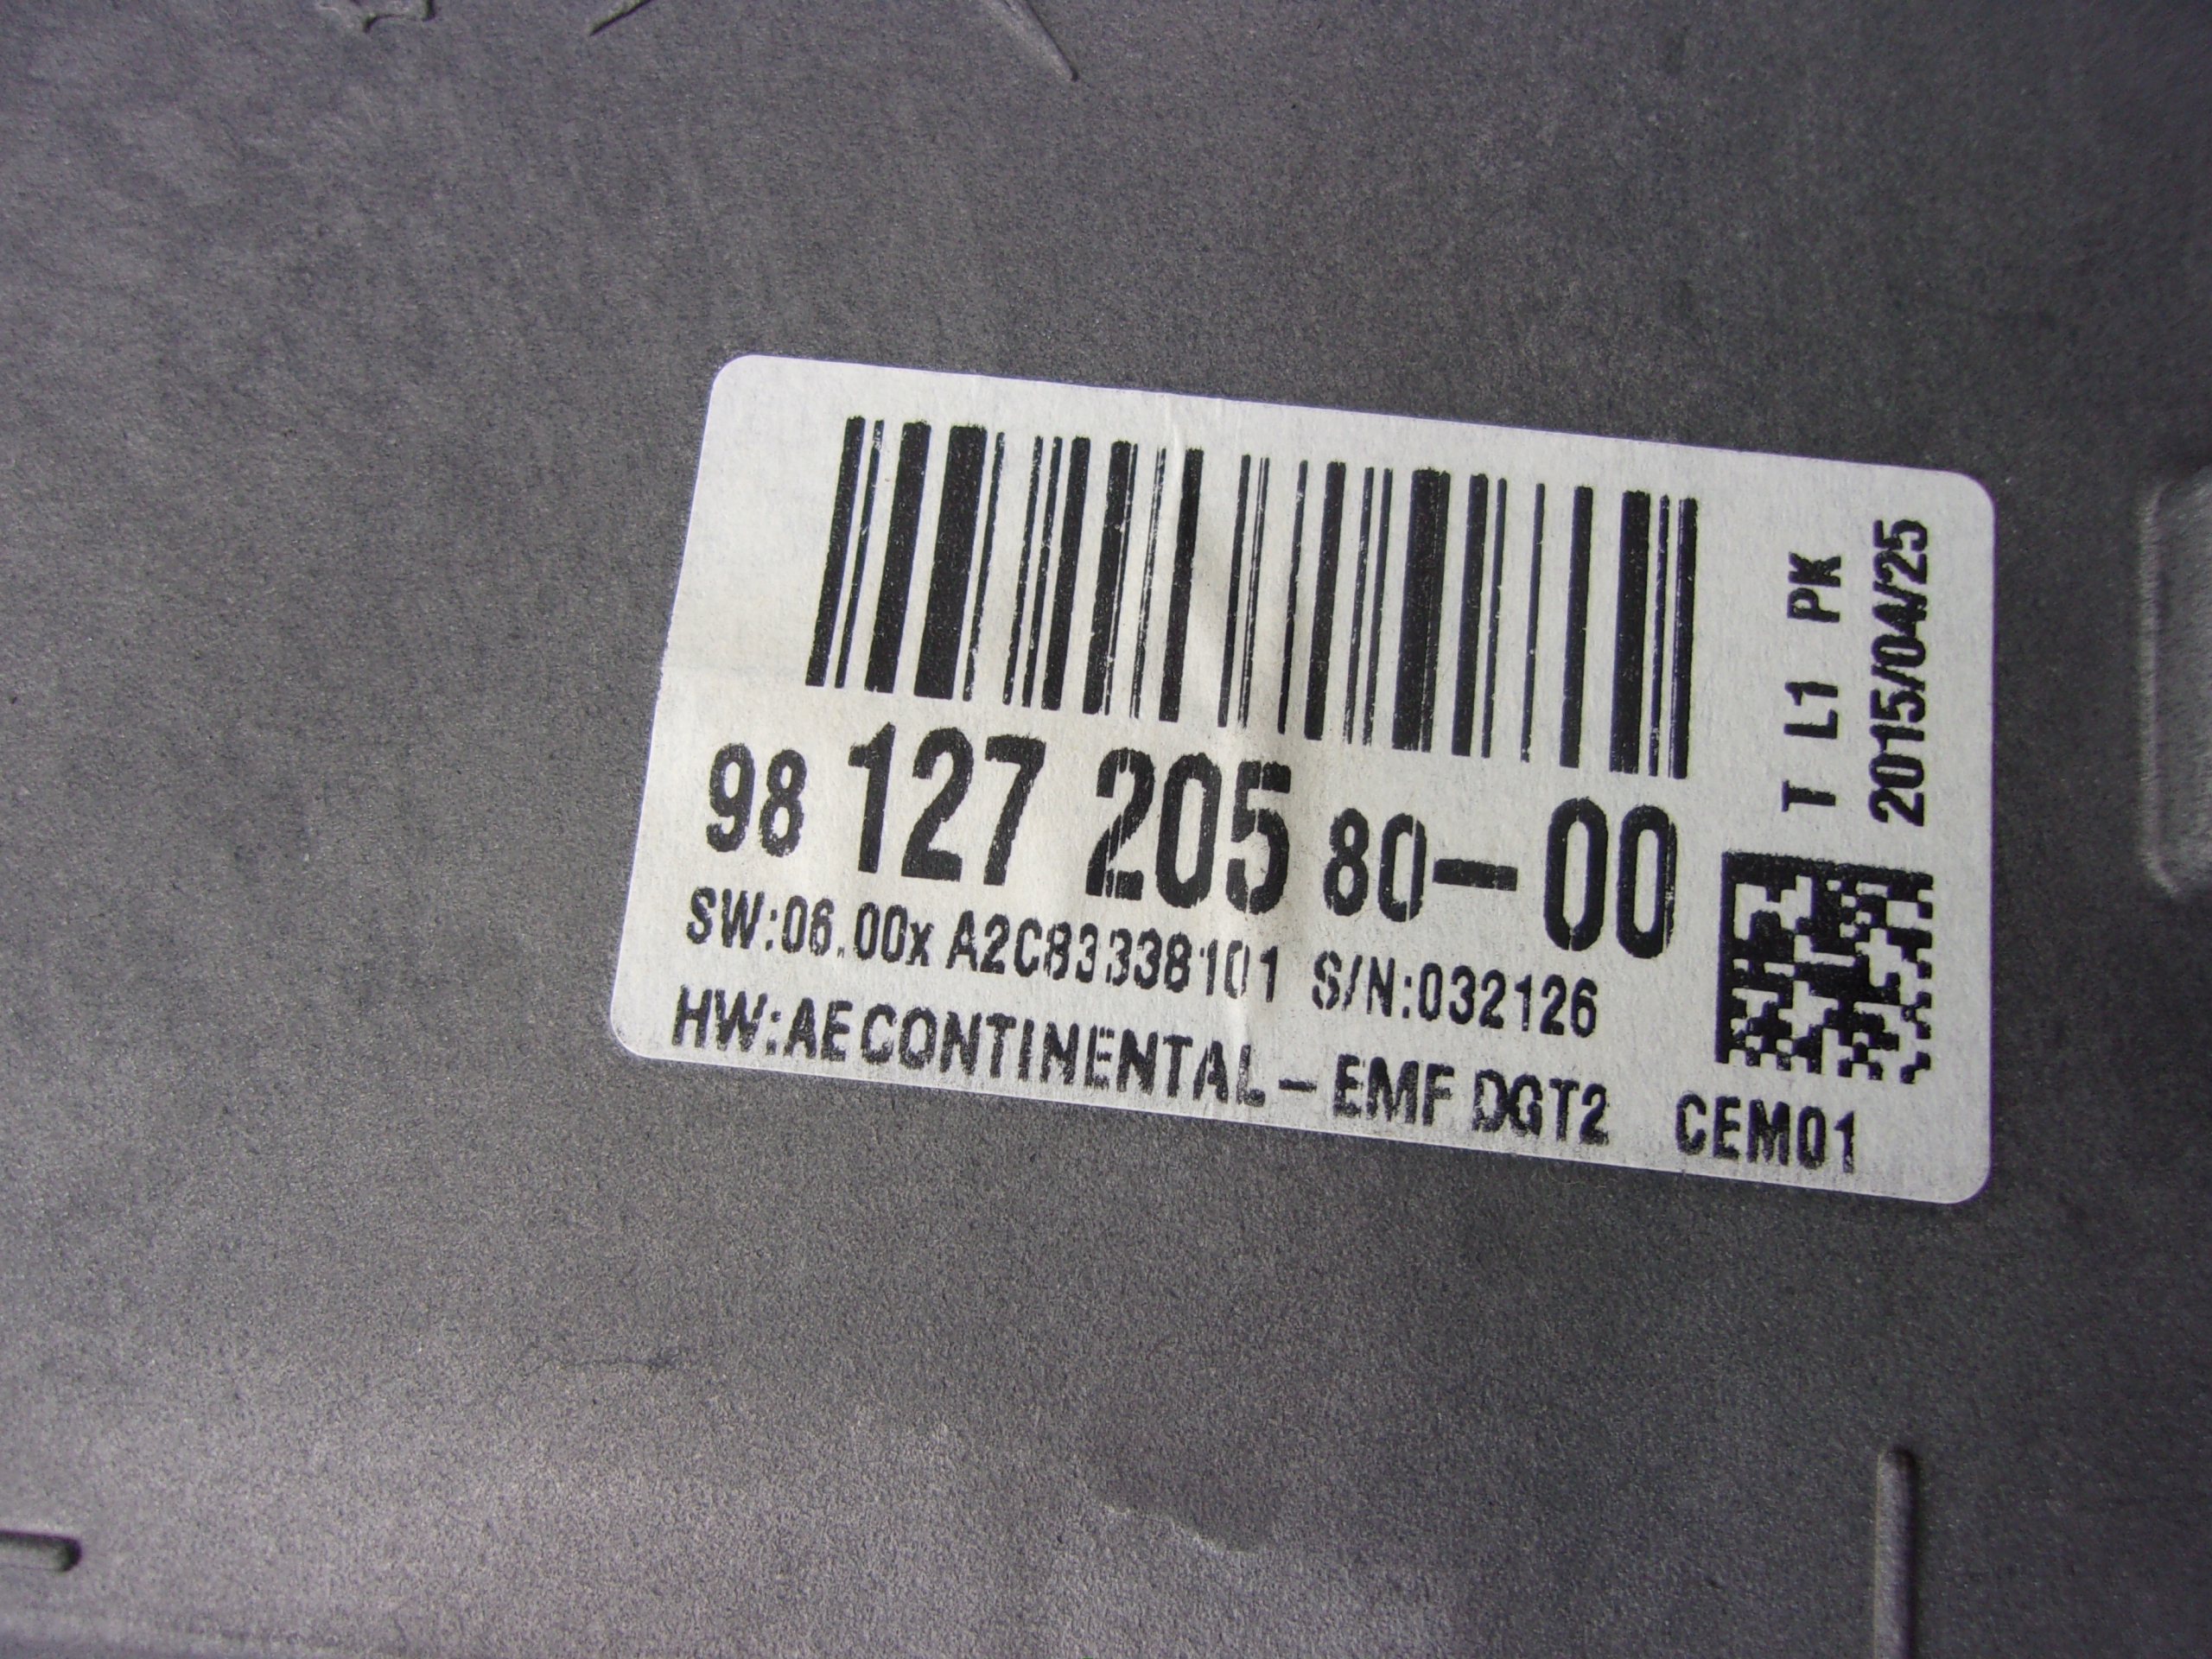 98 127 205 80-00
SW:06.00x A2C83338101 S/N:032126
HW:AE CONTINENTAL - EMF DGT2 CEM01
T L1 PK
2015/04/25